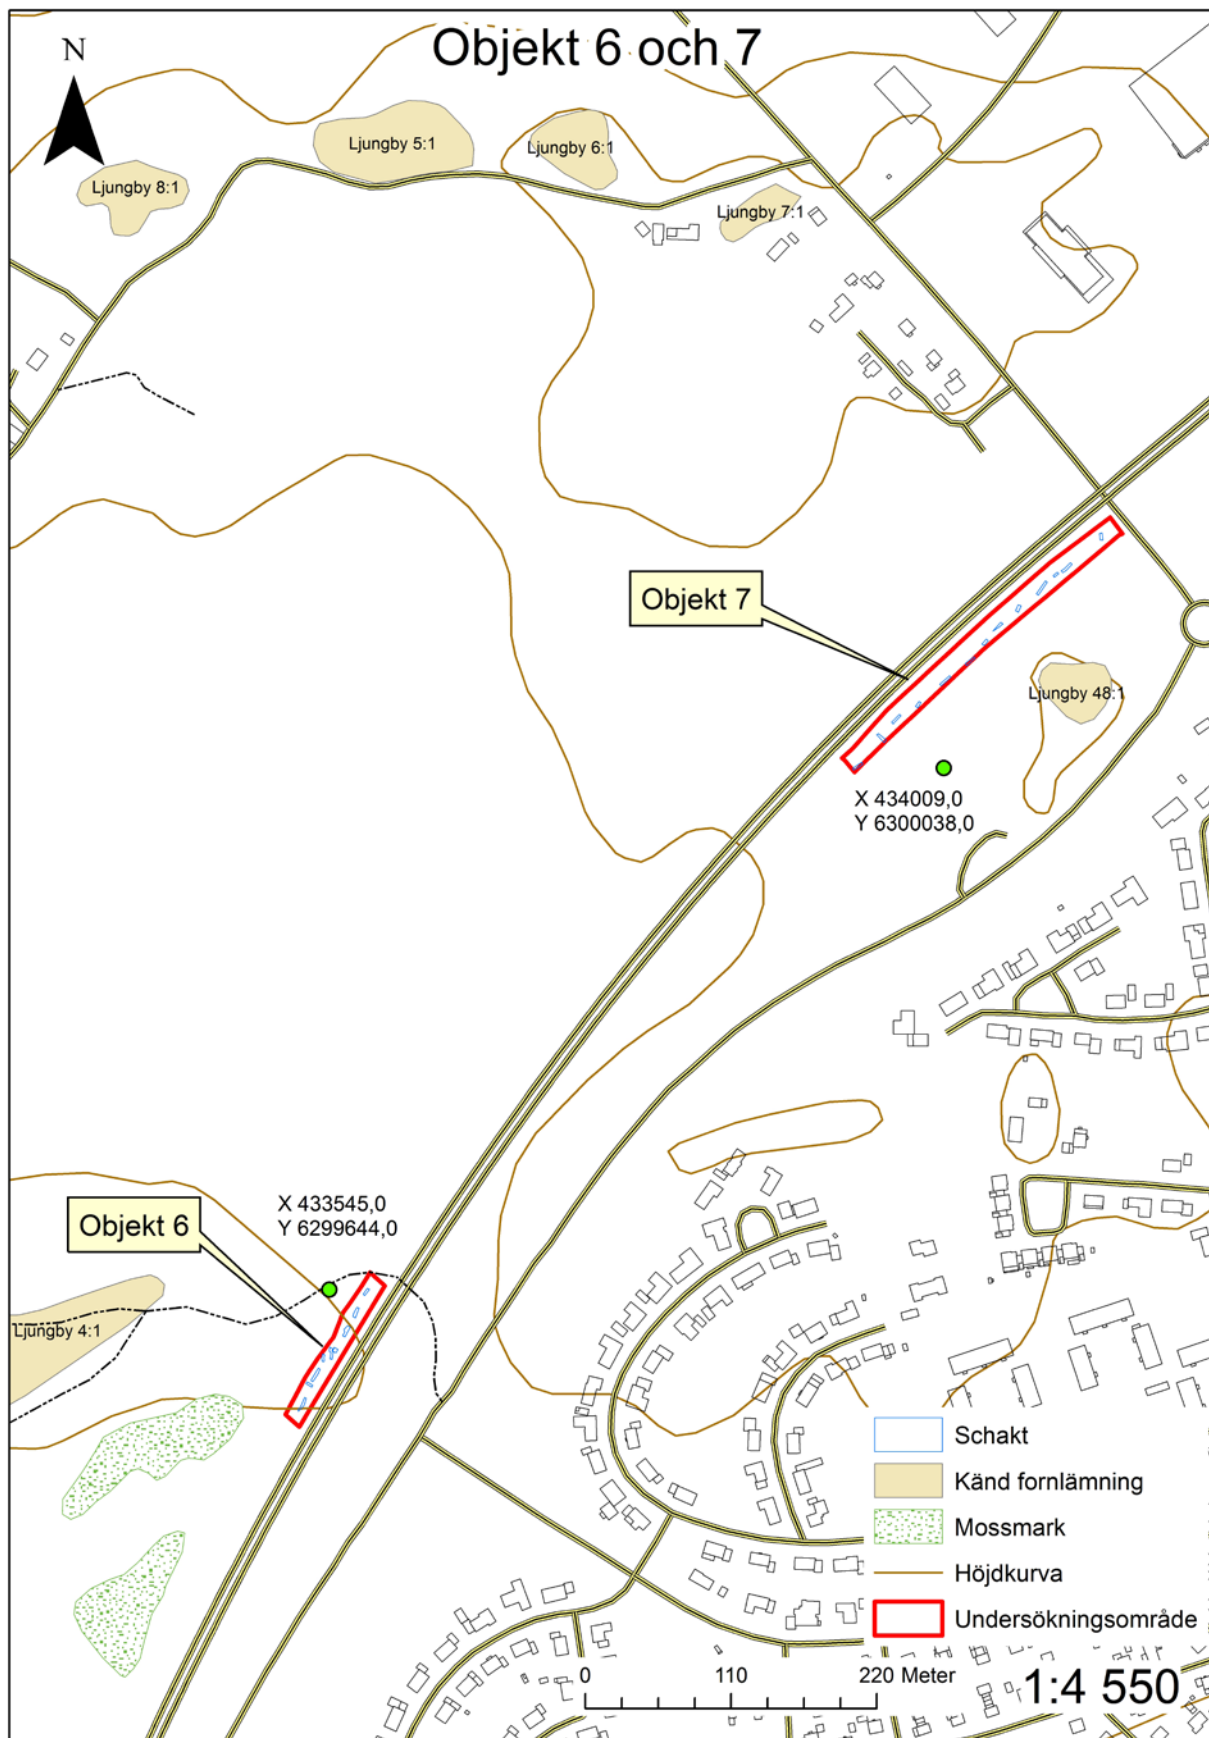 Objekt 6 och 7
N
Ljungby 5:1
Ljungby 6:1
Ljungby 8:1
Ljungby 7:1
Objekt 7
Ljungby 48:1
X 434009,0
Y 6300038,0
X 433545,0
Y 6299644,0
Objekt 6
Ljungby 4:1
Schakt
Känd fornlämning
Mossmark
Höjdkurva
Undersökningsområde
0 110 220 Meter
1:4 550